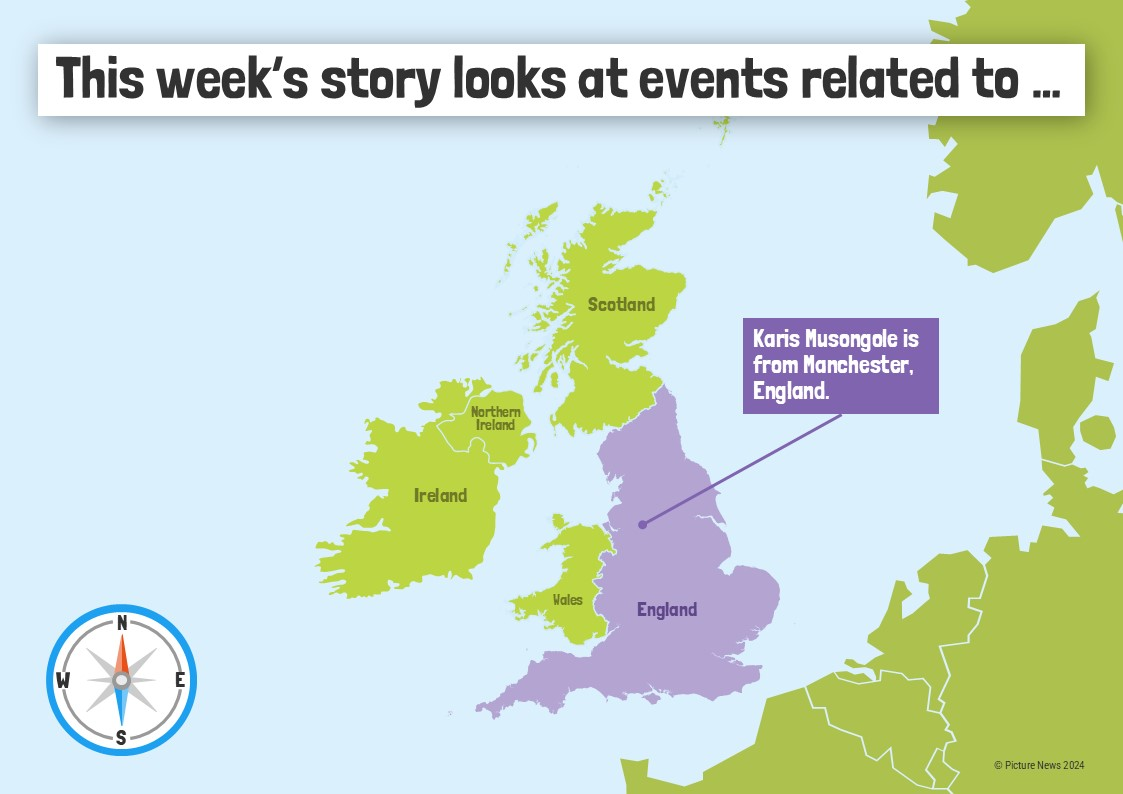 This week's story looks at events related to ...
Scotland
Karis Musongole is
from Manchester,
England.
Northern
Ireland
Ireland
Wales
England
N
W
E
S
© Picture News 2024